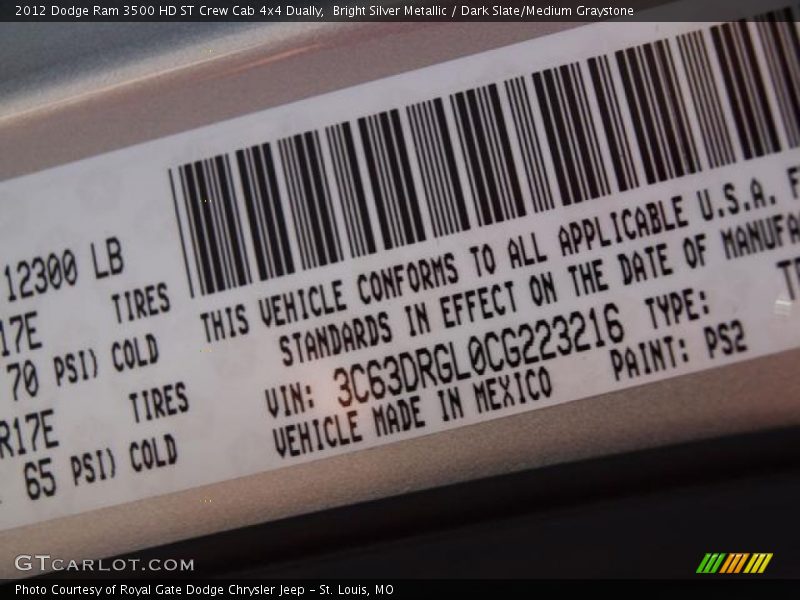 2012 Dodge Ram 3500 HD ST Crew Cab 4x4 Dually, Bright Silver Metallic / Dark Slate/Medium Graystone
12300 LB
17E TIRES
70 PSI) COLD
R17E TIRES
65 PSI) COLD
THIS VEHICLE CONFORMS TO ALL APPLICABLE U.S.A. F
STANDARDS IN EFFECT ON THE DATE OF MANUFA
VIN: 3C63DRGL0CG223216 TYPE: TR
VEHICLE MADE IN MEXICO PAINT: PS2
GTCARLOT.COM
Photo Courtesy of Royal Gate Dodge Chrysler Jeep – St. Louis, MO